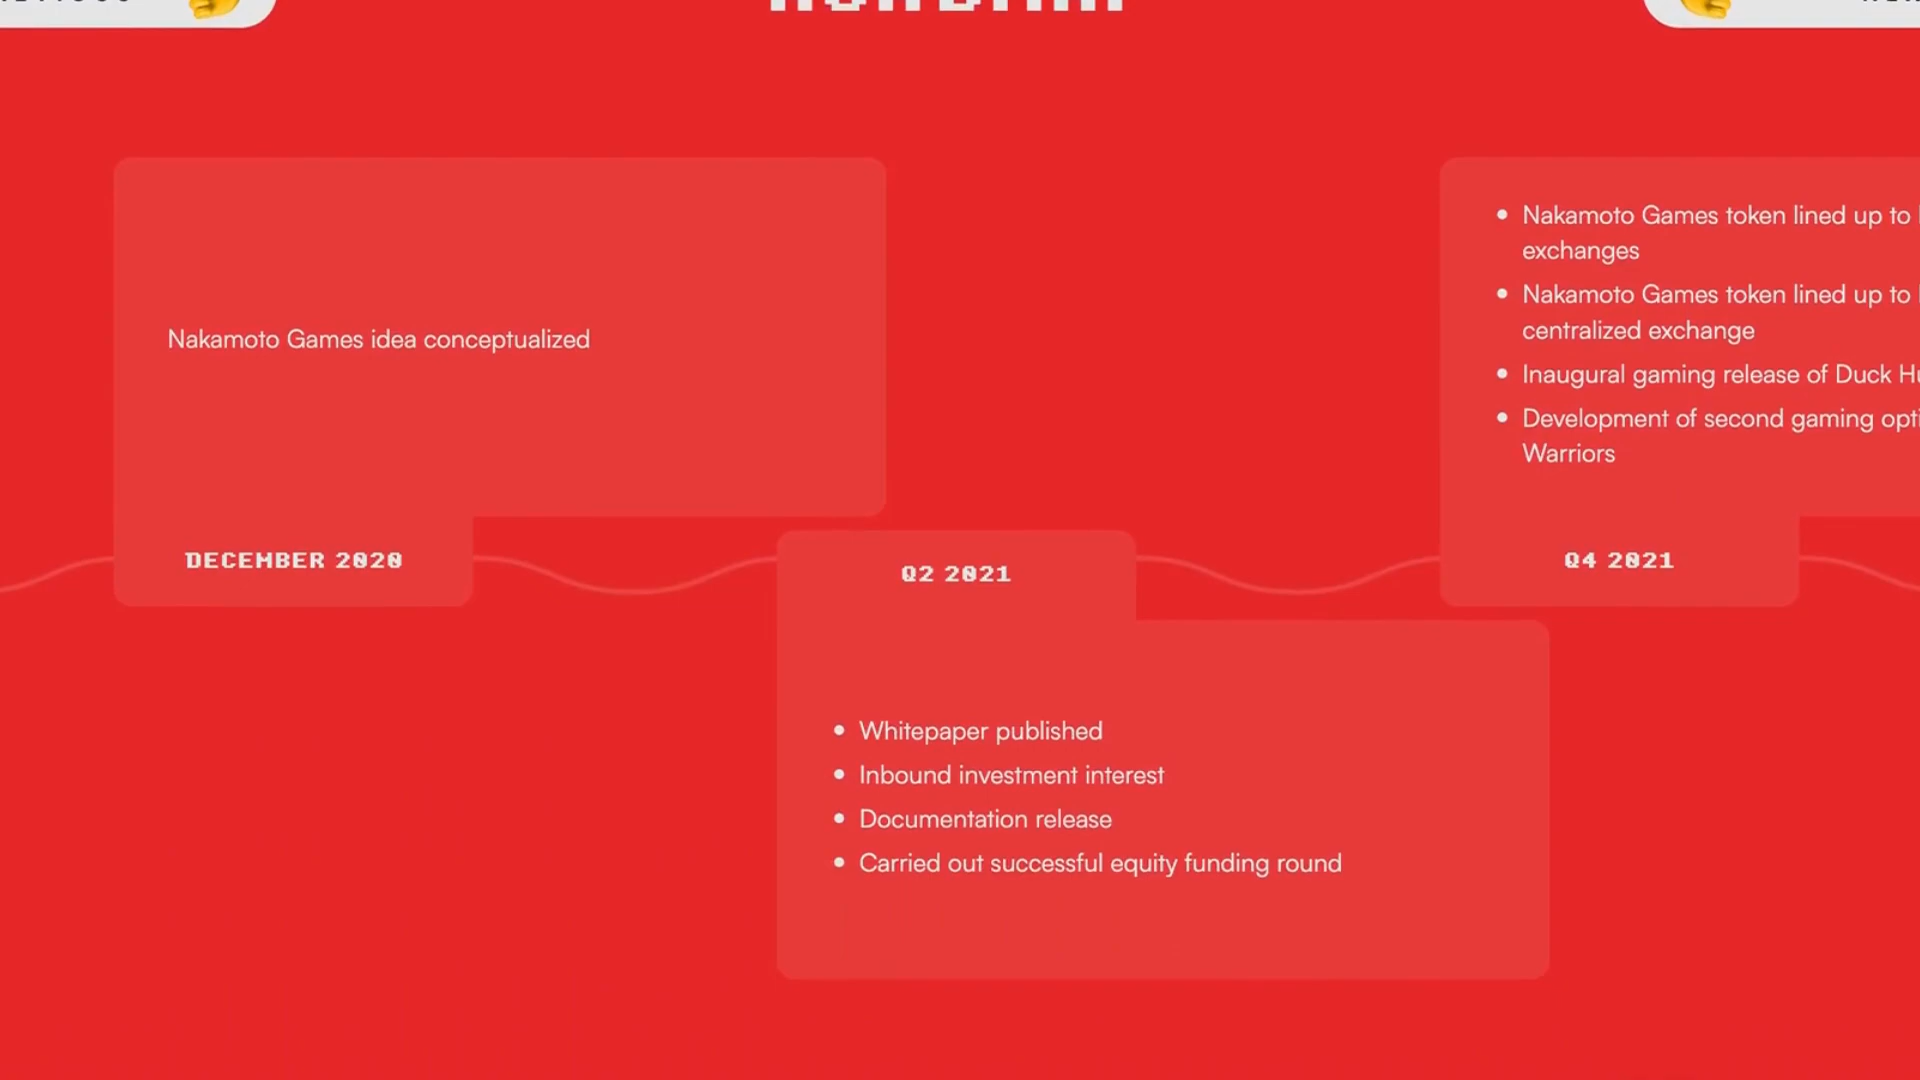 Nakamoto Games idea conceptualized
DECEMBER 2020
Q2 2021
• Whitepaper published
• Inbound investment interest
• Documentation release
• Carried out successful equity funding round
• Nakamoto Games token lined up to
exchanges
• Nakamoto Games token lined up to
centralized exchange
• Inaugural gaming release of Duck
• Development of second gaming
Warriors
Q4 2021